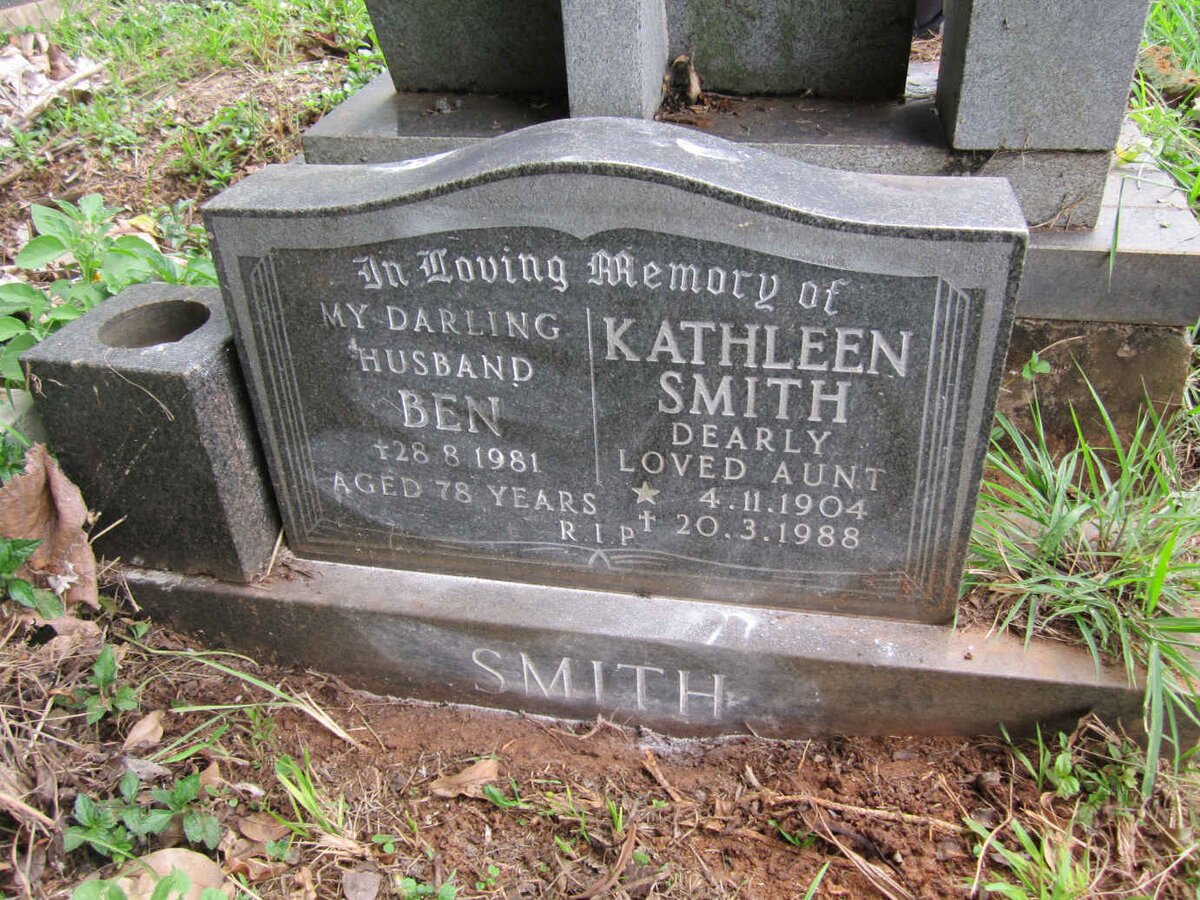 In Loving Memory of
MY DARLING
HUSBAND
BEN
†28 8 1981
AGED 78 YEARS
KATHLEEN
SMITH
DEARLY
LOVED AUNT
★ 4.11.1904
† 20.3.1988
R.I.P
SMITH